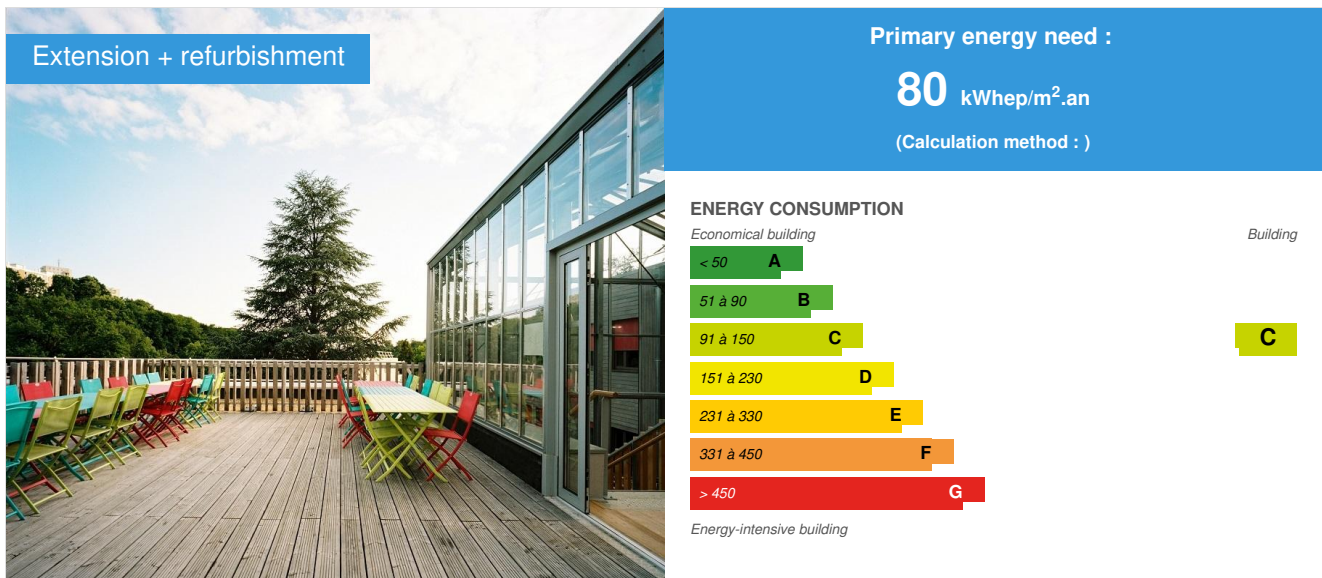 Extension + refurbishment
Primary energy need :
80 kWhep/m².an
(Calculation method : )
ENERGY CONSUMPTION
Economical building
Building
< 50 A
51 à 90 B
91 à 150 C
C
151 à 230 D
231 à 330 E
331 à 450 F
> 450 G
Energy-intensive building